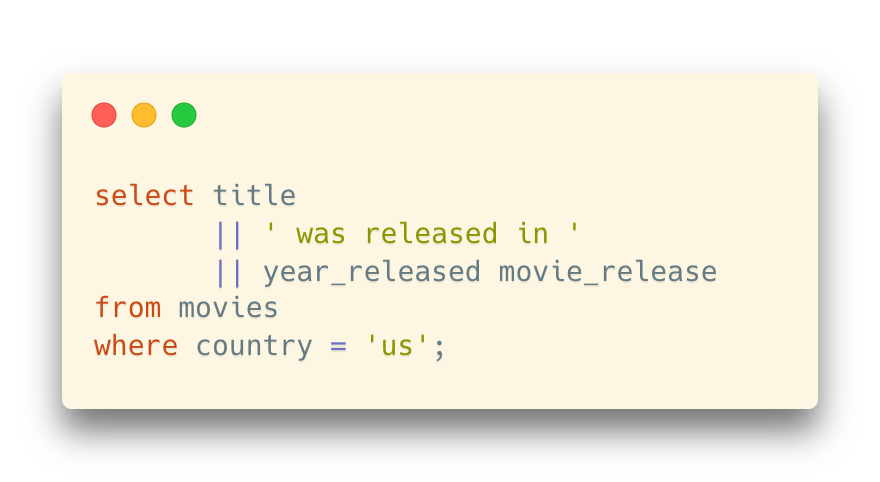 select title
       || ' was released in '
       || year_released movie_release
from movies
where country = 'us';